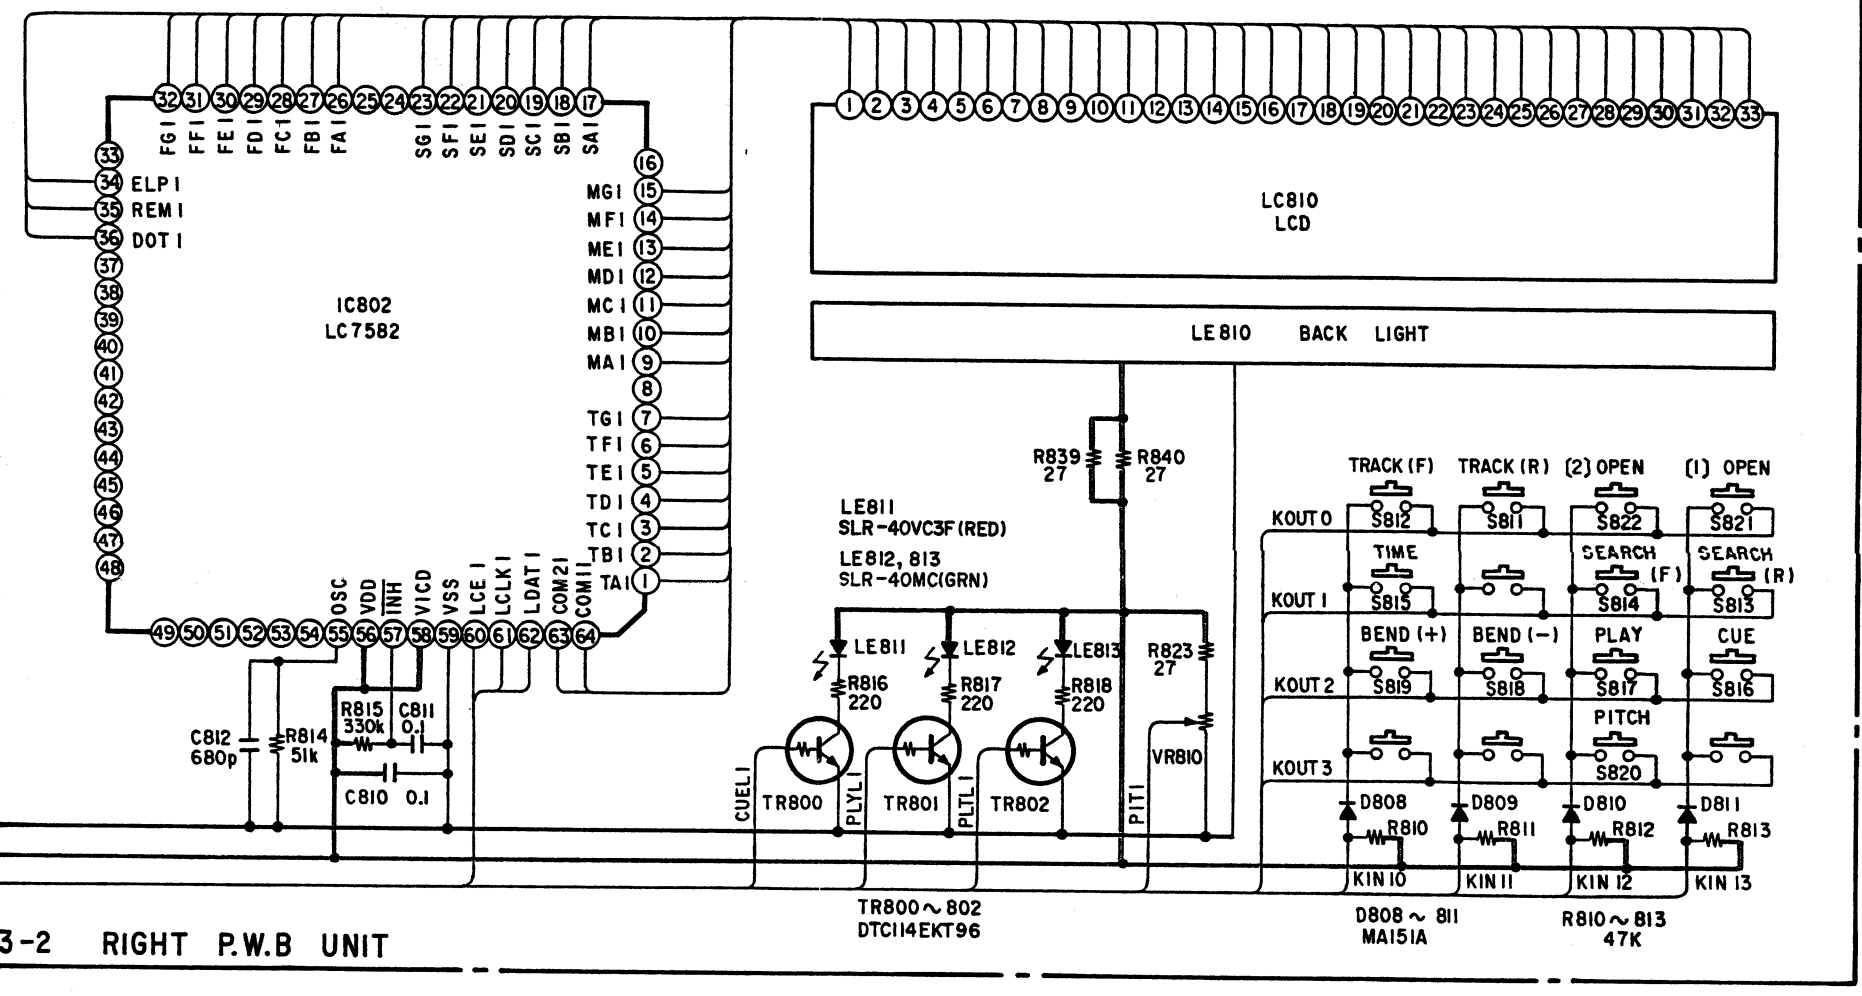 32 31 30 29 28 27 26 25 24 23 22 21 20 19 18 17
FG1 FF1 FE1 FD1 FC1 FB1 FA1 SG1 SF1 SE1 SD1 SC1 SB1 SA1
33
34 ELP1
35 REM1
36 DOT1
37
38
39
40
41
42
43
44
45
46
47
48
IC802
LC7582
16
MG1 15
MF1 14
ME1 13
MD1 12
MC1 11
MB1 10
MA1 9
8
TG1 7
TF1 6
TE1 5
TD1 4
TC1 3
TB1 2
TA1 1
OSC VDD INH VICD VSS LCE1 LCLK1 LDAT1 COM21 COM11
49 50 51 52 53 54 55 56 57 58 59 60 61 62 63 64
C812
680p
R814
51k
R815
330k
C811
0.1
C810 0.1
1 2 3 4 5 6 7 8 9 10 11 12 13 14 15 16 17 18 19 20 21 22 23 24 25 26 27 28 29 30 31 32 33
LC810
LCD
LE810 BACK LIGHT
R839
27
R840
27
LE811
SLR-40VC3F(RED)
LE812, 813
SLR-40MC(GRN)
LE811 LE812 LE813
R816
220
R817
220
R818
220
R823
27
VR810
CUEL1 PLYL1 PLTL1 PIT1
TR800 TR801 TR802
TR800~802
DTC114EKT96
TRACK(F) TRACK(R) (2)OPEN (1) OPEN
KOUT0 S812 S811 S822 S821
TIME SEARCH (F) SEARCH (R)
KOUT1 S815 S814 S813
BEND(+) BEND(-) PLAY CUE
KOUT2 S819 S818 S817 S816
PITCH
KOUT3 S820
D808 D809 D810 D811
R810 R811 R812 R813
KIN10 KIN11 KIN12 KIN13
D808~811
MA151A
R810~813
47K
3-2 RIGHT P.W.B UNIT